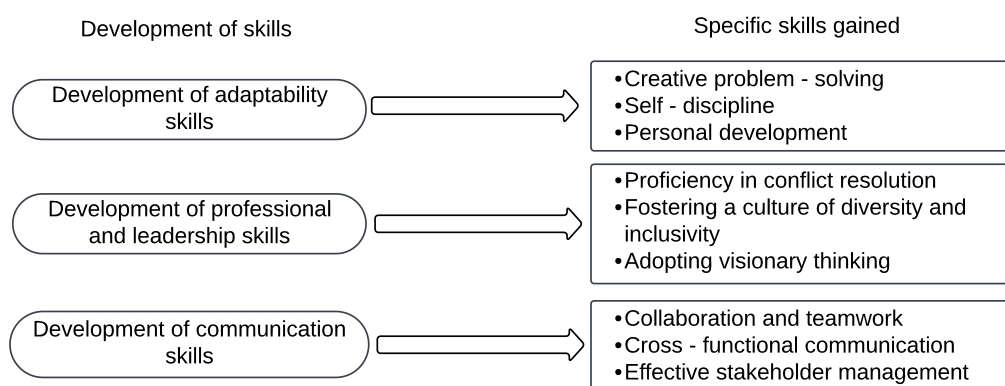 Development of skills
Specific skills gained
Development of adaptability
skills
•Creative problem - solving
•Self - discipline
•Personal development
Development of professional
and leadership skills
•Proficiency in conflict resolution
•Fostering a culture of diversity and
inclusivity
•Adopting visionary thinking
Development of communication
skills
•Collaboration and teamwork
•Cross - functional communication
•Effective stakeholder management